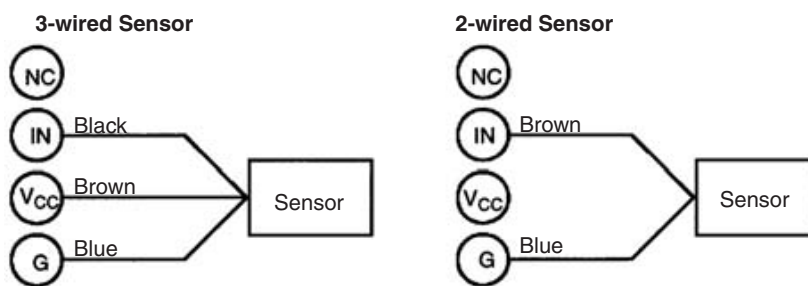 3-wired Sensor
NC
IN Black
VCC Brown
G Blue
Sensor
2-wired Sensor
NC
IN Brown
VCC
G Blue
Sensor